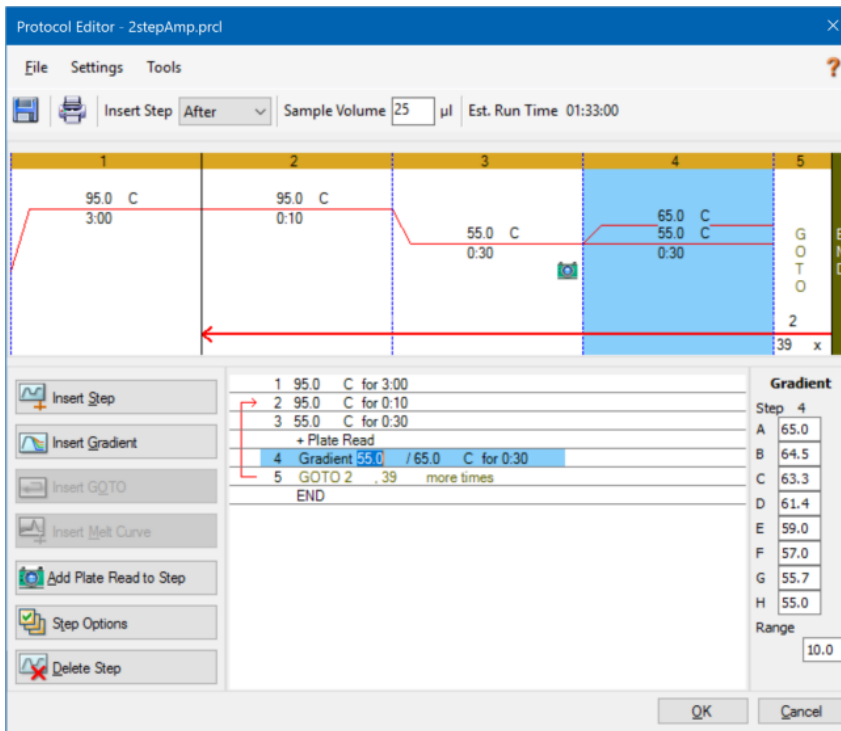 Protocol Editor - 2stepAmp.prcl
File Settings Tools ?
Insert Step After Sample Volume 25 µl Est. Run Time 01:33:00
1 2 3 4 5
95.0 C 95.0 C
3:00 0:10
65.0 C
55.0 C 55.0 C
0:30 0:30
G
O
T
O
2
39 x
Insert Step
Insert Gradient
Insert GOTO
Insert Melt Curve
Add Plate Read to Step
Step Options
Delete Step
1 95.0 C for 3:00
2 95.0 C for 0:10
3 55.0 C for 0:30
+ Plate Read
4 Gradient 55.0 / 65.0 C for 0:30
5 GOTO 2 , 39 more times
END
Gradient
Step 4
A 65.0
B 64.5
C 63.3
D 61.4
E 59.0
F 57.0
G 55.7
H 55.0
Range
10.0
OK Cancel